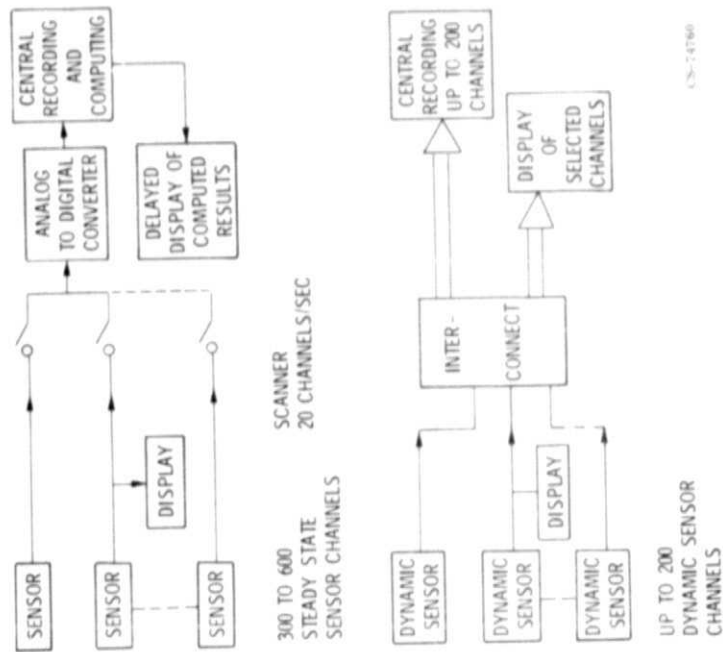 SENSOR
SENSOR
SENSOR
DISPLAY
300 TO 600
STEADY STATE
SENSOR CHANNELS
SCANNER
20 CHANNELS/SEC
ANALOG
TO DIGITAL
CONVERTER
CENTRAL
RECORDING
AND
COMPUTING
DELAYED
DISPLAY OF
COMPUTED
RESULTS
DYNAMIC
SENSOR
DYNAMIC
SENSOR
DYNAMIC
SENSOR
DISPLAY
UP TO 200
DYNAMIC SENSOR
CHANNELS
INTER-
CONNECT
CENTRAL
RECORDING
UP TO 200
CHANNELS
DISPLAY
OF
SELECTED
CHANNELS
CS-74760